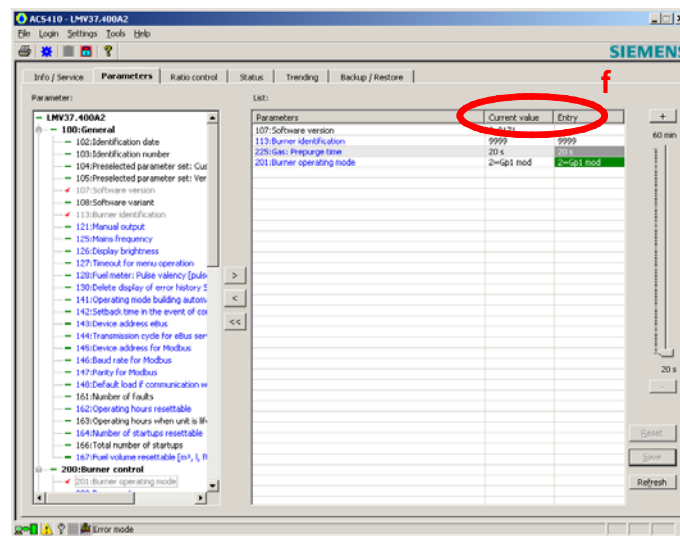 ACS410 - LMV37.400A2
File Login Settings Tools Help
SIEMENS
Info / Service Parameters Ratio control Status Trending Backup / Restore
f
Parameter:
LMV37.400A2
100:General
102:Identification date
103:Identification number
104:Preselected parameter set: Cus
105:Preselected parameter set: Ver
107:Software version
108:Software variant
113:Burner identification
121:Manual output
125:Mains frequency
126:Display brightness
127:Timeout for menu operation
128:Fuel meter: Pulse valency [puls
130:Delete display of error history
141:Operating mode building autom
142:Setback time in the event of co
143:Device address eBus
144:Transmission cycle for eBus ser
145:Device address for Modbus
146:Baud rate for Modbus
147:Parity for Modbus
148:Default load if communication w
161:Number of faults
162:Operating hours resettable
163:Operating hours when unit is li
164:Number of startups resettable
166:Total number of startups
167:Fuel volume resettable [m³, l, ft
200:Burner control
201:Burner operating mode
>
<
<<
List:
Parameters Current value Entry
107:Software version
113:Burner identification 9999 9999
225:Gas: Prepurge time 20 s 20 s
201:Burner operating mode 2=Gp1 mod 2=Gp1 mod
+
60 min
20 s
-
Reset
Save
Refresh
Error mode